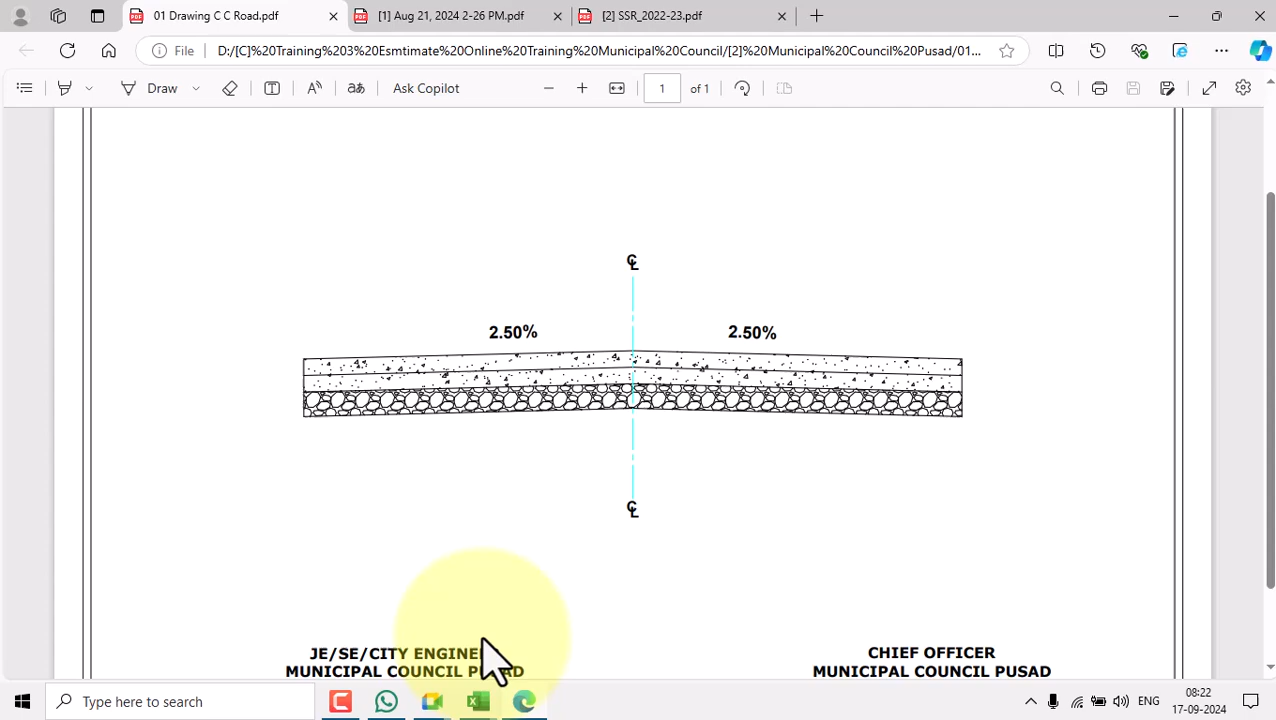 01 Drawing C C Road.pdf
[1] Aug 21, 2024 2-26 PM.pdf
[2] SSR_2022-23.pdf
File
D:/[C]%20Training%203%20Esmtimate%20Online%20Training%20Municipal%20Council/[2]%20Municipal%20Council%20Pusad/01...
Draw
Ask Copilot
1
of 1
2.50%
2.50%
JE/SE/CITY ENGINE
CHIEF OFFICER
MUNICIPAL COUNCIL PUSAD
MUNICIPAL COUNCIL PUSAD
Type here to search
ENG
08:22
17-09-2024